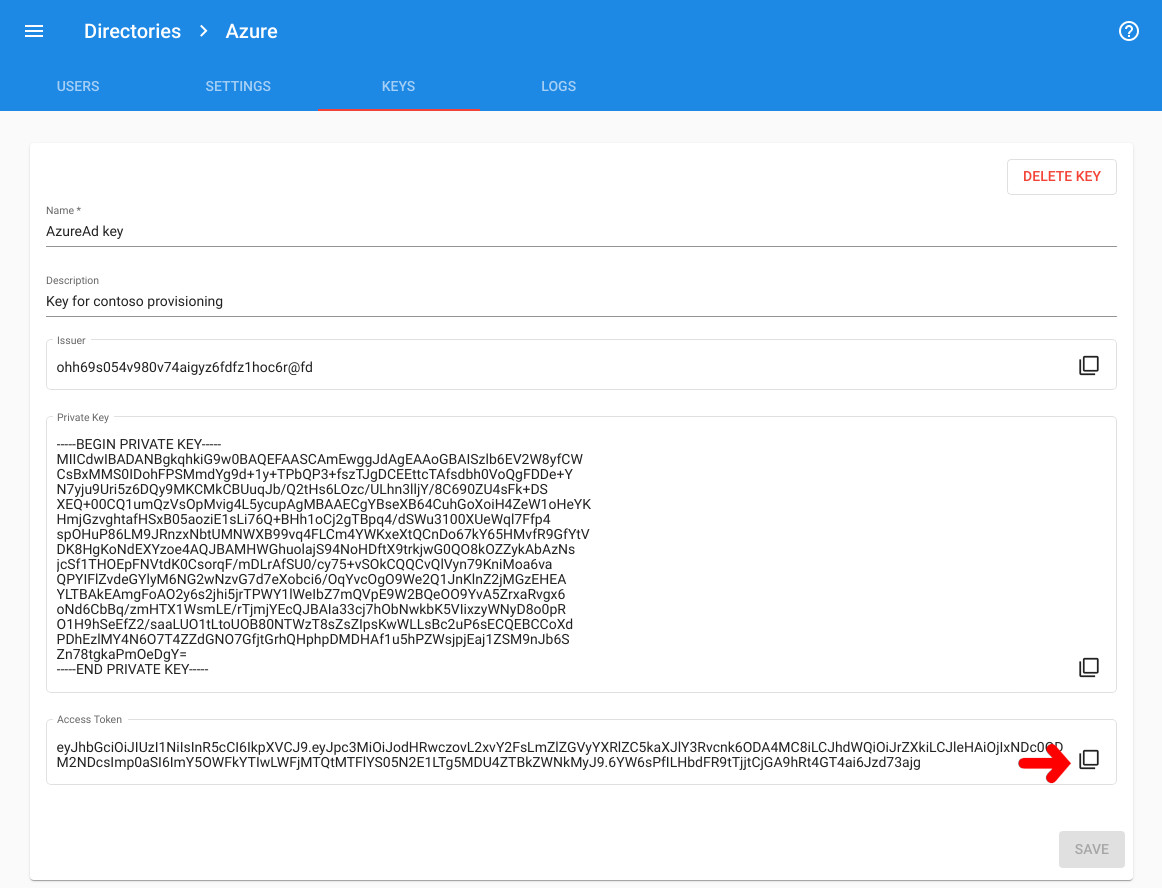 Directories > Azure
USERS SETTINGS KEYS LOGS
DELETE KEY
Name *
AzureAd key
Description
Key for contoso provisioning
Issuer
ohh69s054v980v74aigyz6fdfz1hoc6r@fd
Private Key
-----BEGIN PRIVATE KEY-----
MIICdwIBADANBgkqhkiG9w0BAQEFAASCAmEwggJdAgEAAoGBAISzlb6EV2W8yfCW
CsBxMMS0IDohFPSMmdYg9d+1y+TPbQP3+fszTJgDCEEttcTAfsdbh0VoQgFDDe+Y
N7yju9Uri5z6DQy9MKCMkCBUuqJb/Q2tHs6LOzc/ULhn3lljY/8C690ZU4sFk+DS
XEQ+00CQ1umQzVsOpMvig4L5ycupAgMBAAECgYBseXB64CuhGoXoiH4ZeW1oHeYK
HmjGzvghtafHSxB05aoziE1sLi76Q+BHh1oCj2gTBpq4/dSWu3100XUeWql7Ffp4
spOHuP86LM9JRnzxNbtUMNWXB99vq4FLCm4YWKxeXtQCnDo67kY65HMvfR9GfYtV
DK8HgKoNdEXYzoe4AQJBAMHWGhuolajS94NoHDftX9trkjwG0QO8kOZZykAbAzNs
jcSf1THOEpFNVtdK0CsorqF/mDLrAfSU0/cy75+vSOkCQQCvQlVyn79KniMoa6va
QPYIFlZvdeGYlyM6NG2wNzvG7d7eXobci6/OqYvcOgO9We2Q1JnKlnZ2jMGzEHEA
YLTBAkEAmgFoAO2y6s2jhi5jrTPWY1lWeIbZ7mQVpE9W2BQeOO9YvA5ZrxaRvgx6
oNd6CbBq/zmHTX1WsmLE/rTjmjYEcQJBAIa33cj7hObNwkbK5VIixzyWNyD8o0pR
O1H9hSeEfZ2/saaLUO1tLtoUOB80NTWzT8sZsZIpsKwWLLsBc2uP6sECQEBCCoXd
PDhEzlMY4N6O7T4ZZdGNO7GfjtGrhQHphpDMDHAf1u5hPZWsjpjEaj1ZSM9nJb6S
Zn78tgkaPmOeDgY=
-----END PRIVATE KEY-----
Access Token
M2NDcsImp0aSI6ImY5OWFkYTIwLWFjMTQtMTFlYS05N2E1LTg5MDU4ZTBkZWNkMyJ9.6YW6sPfILHbdFR9tTjjtCjGA9hRt4GT4ai6Jzd73ajg
SAVE